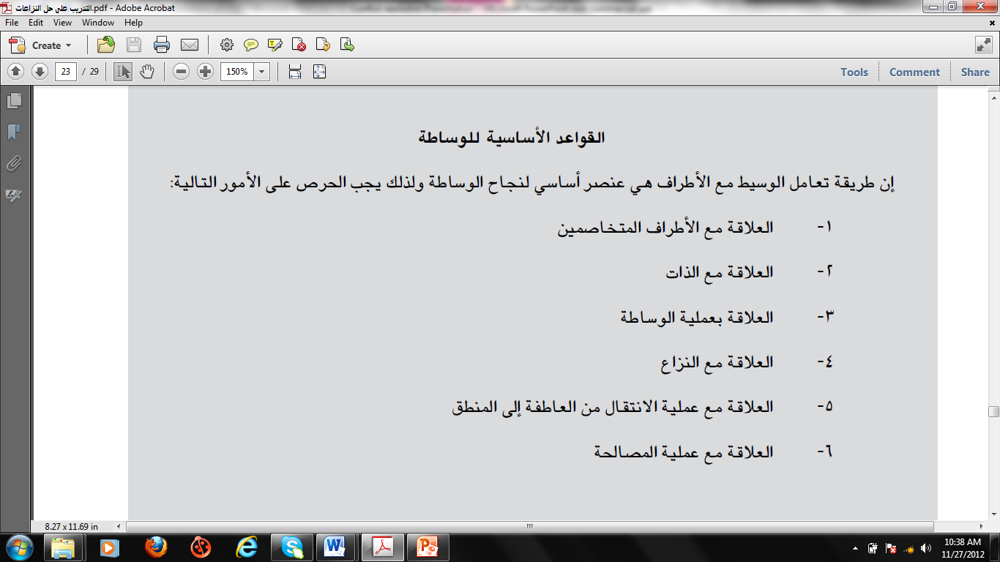 التدريب على حل النزاعات.pdf - Adobe Acrobat
File Edit View Window Help
Create
23 / 29 150% Tools Comment Share
القواعد الأساسية للوساطة
إن طريقة تعامل الوسيط مع الأطراف هي عنصر أساسي لنجاح الوساطة ولذلك يجب الحرص على الأمور التالية:
١- العلاقة مع الأطراف المتخاصمين
٢- العلاقة مع الذات
٣- العلاقة بعملية الوساطة
٤- العلاقة مع النزاع
٥- العلاقة مع عملية الانتقال من العاطفة إلى المنطق
٦- العلاقة مع عملية المصالحة
8.27 x 11.69 in
10:38 AM
11/27/2012